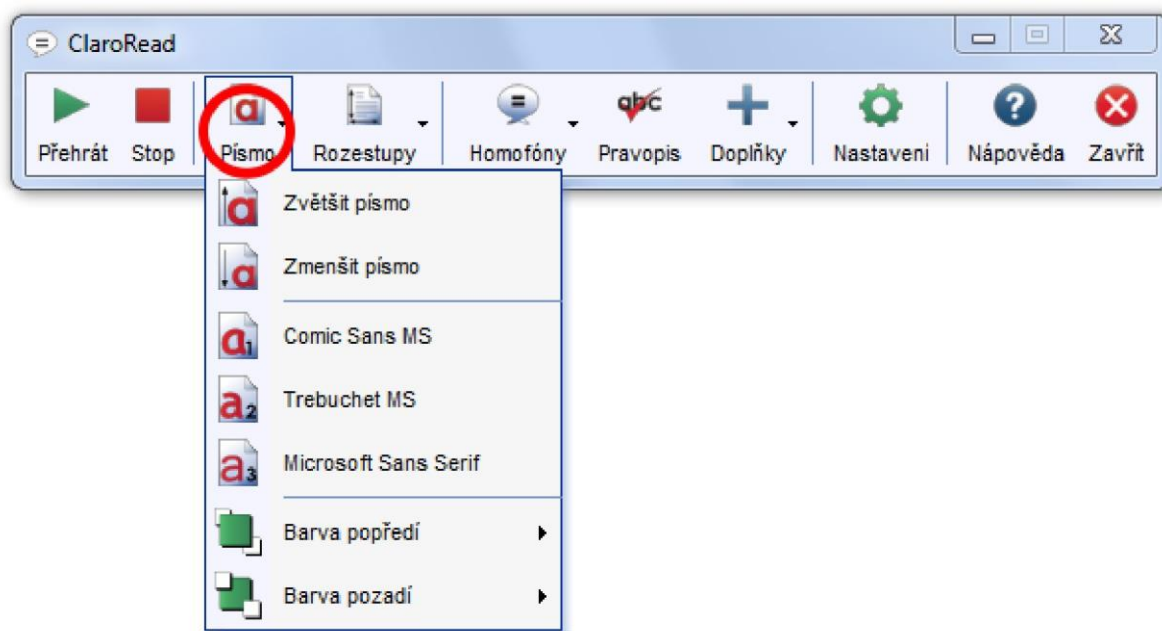 ClaroRead
Přehrát Stop Písmo Rozestupy Homofóny Pravopis Doplňky Nastaveni Nápověda Zavřít
Zvětšit písmo
Zmenšit písmo
Comic Sans MS
Trebuchet MS
Microsoft Sans Serif
Barva popředí
Barva pozadí